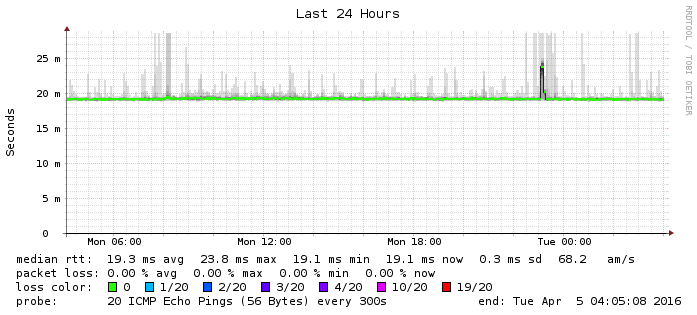 Last 24 Hours
RRDTOOL / TOBI OETIKER
Seconds
25 m
20 m
15 m
10 m
5 m
0
Mon 06:00 Mon 12:00 Mon 18:00 Tue 00:00
median rtt: 19.3 ms avg 23.8 ms max 19.1 ms min 19.1 ms now 0.3 ms sd 68.2 am/s
packet loss: 0.00 % avg 0.00 % max 0.00 % min 0.00 % now
loss color: 0 1/20 2/20 3/20 4/20 10/20 19/20
probe: 20 ICMP Echo Pings (56 Bytes) every 300s end: Tue Apr 5 04:05:08 2016